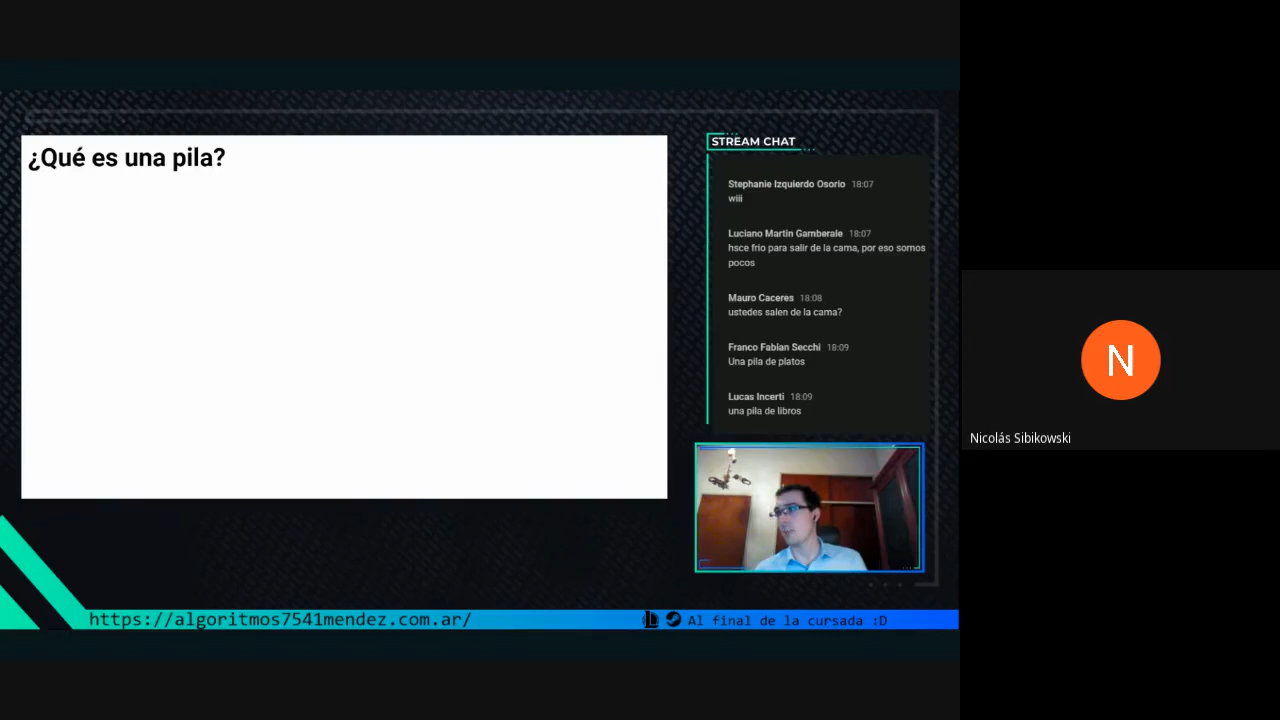 ¿Qué es una pila?
STREAM CHAT
Stephanie Izquierdo Osorio 18:07
wiii
Luciano Martin Gamberale 18:07
hsce frio para salir de la cama, por eso somos
pocos
Mauro Caceres 18:08
ustedes salen de la cama?
Franco Fabian Secchi 18:09
Una pila de platos
Lucas Incerti 18:09
una pila de libros
N
Nicolás Sibikowski
https://algoritmos7541mendez.com.ar/
Al final de la cursada :D